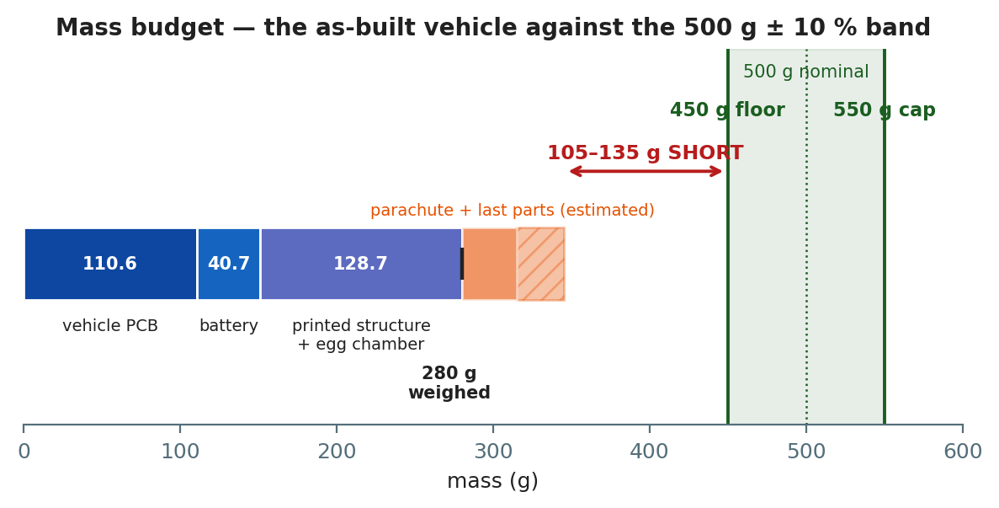 Mass budget — the as-built vehicle against the 500 g ± 10 % band
500 g nominal
450 g floor
550 g cap
105–135 g SHORT
parachute + last parts (estimated)
110.6
40.7
128.7
vehicle PCB
battery
printed structure
+ egg chamber
280 g
weighed
0
100
200
300
400
500
600
mass (g)